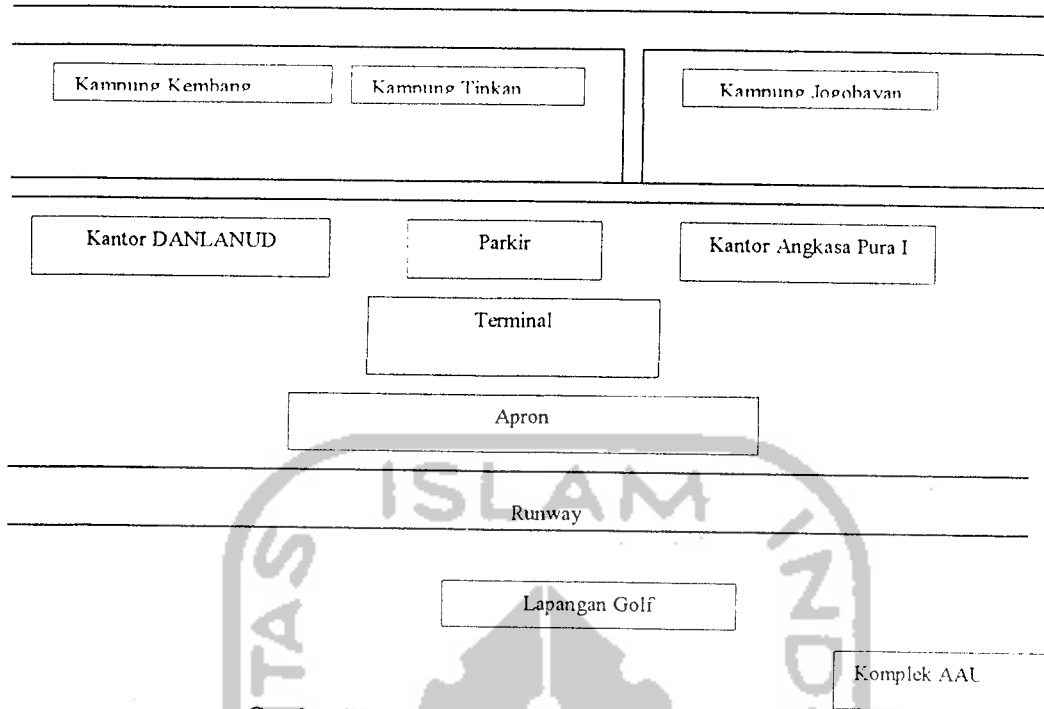 Kampung Kembang
Kampung Tinkan
Kampung Jogobayan
Kantor DANLANUD
Parkir
Kantor Angkasa Pura I
Terminal
Apron
ISLAM
Runway
Lapangan Golf
Komplek AAU